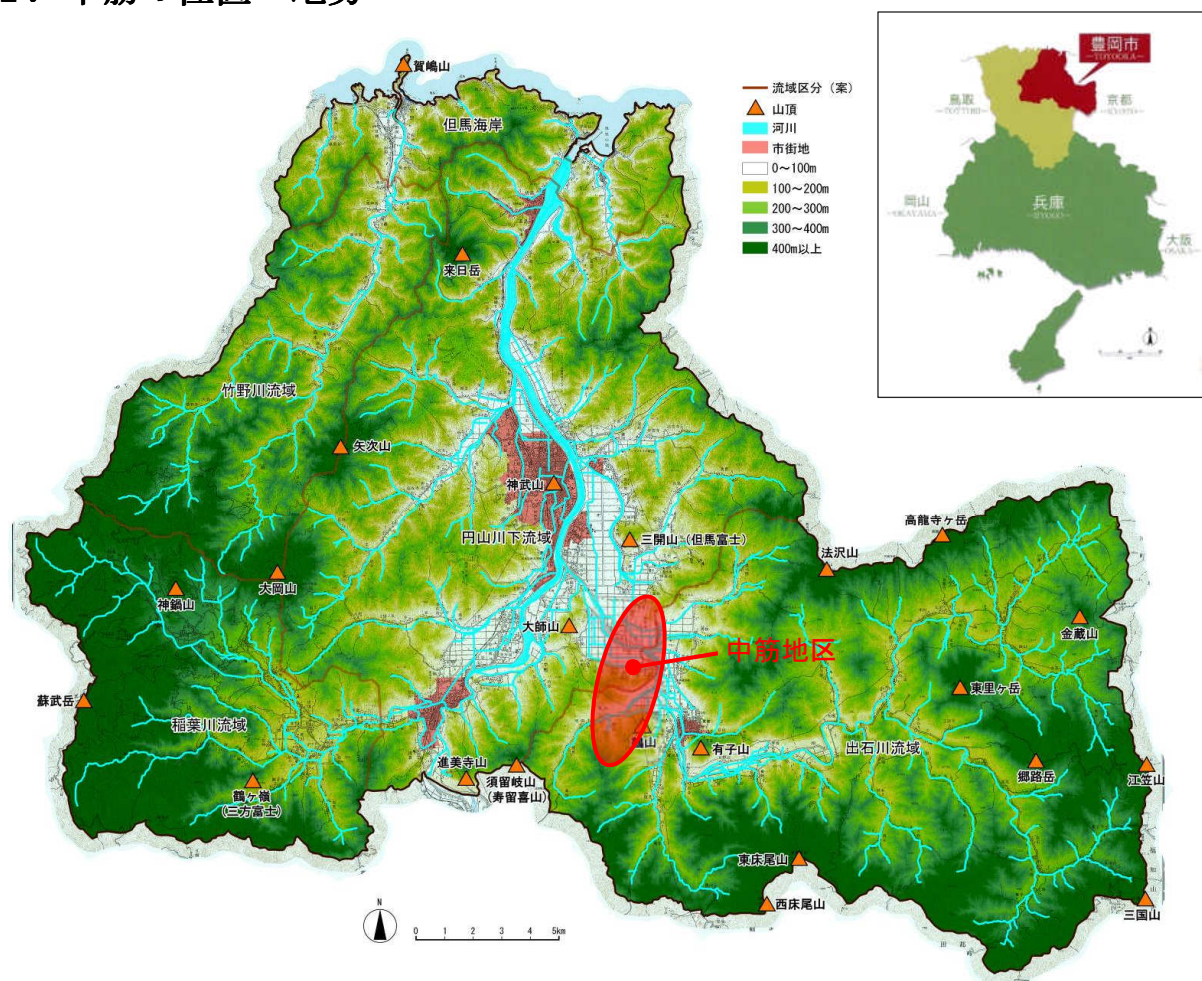 賀嶋山
但馬海岸
来日岳
竹野川流域
矢次山
神武山
円山川下流域
三開山（但馬富士）
高龍寺ヶ岳
法沢山
大岡山
神鍋山
大師山
金蔵山
中筋地区
東里ヶ岳
蘇武岳
稲葉川流域
有子山
出石川流域
郷路岳
江笠山
進美寺山
須留岐山
(寿留喜山)
鶴ヶ嶺
(三方富士)
東床尾山
西床尾山
三国山
流域区分（案）
山頂
河川
市街地
0～100m
100～200m
200～300m
300～400m
400m以上
豊岡市
TOYOOKA
鳥取
TOTTORI
京都
KYOTO
岡山
OKAYAMA
兵庫
HYOGO
大阪
OSAKA
N
0 1 2 3 4 5km